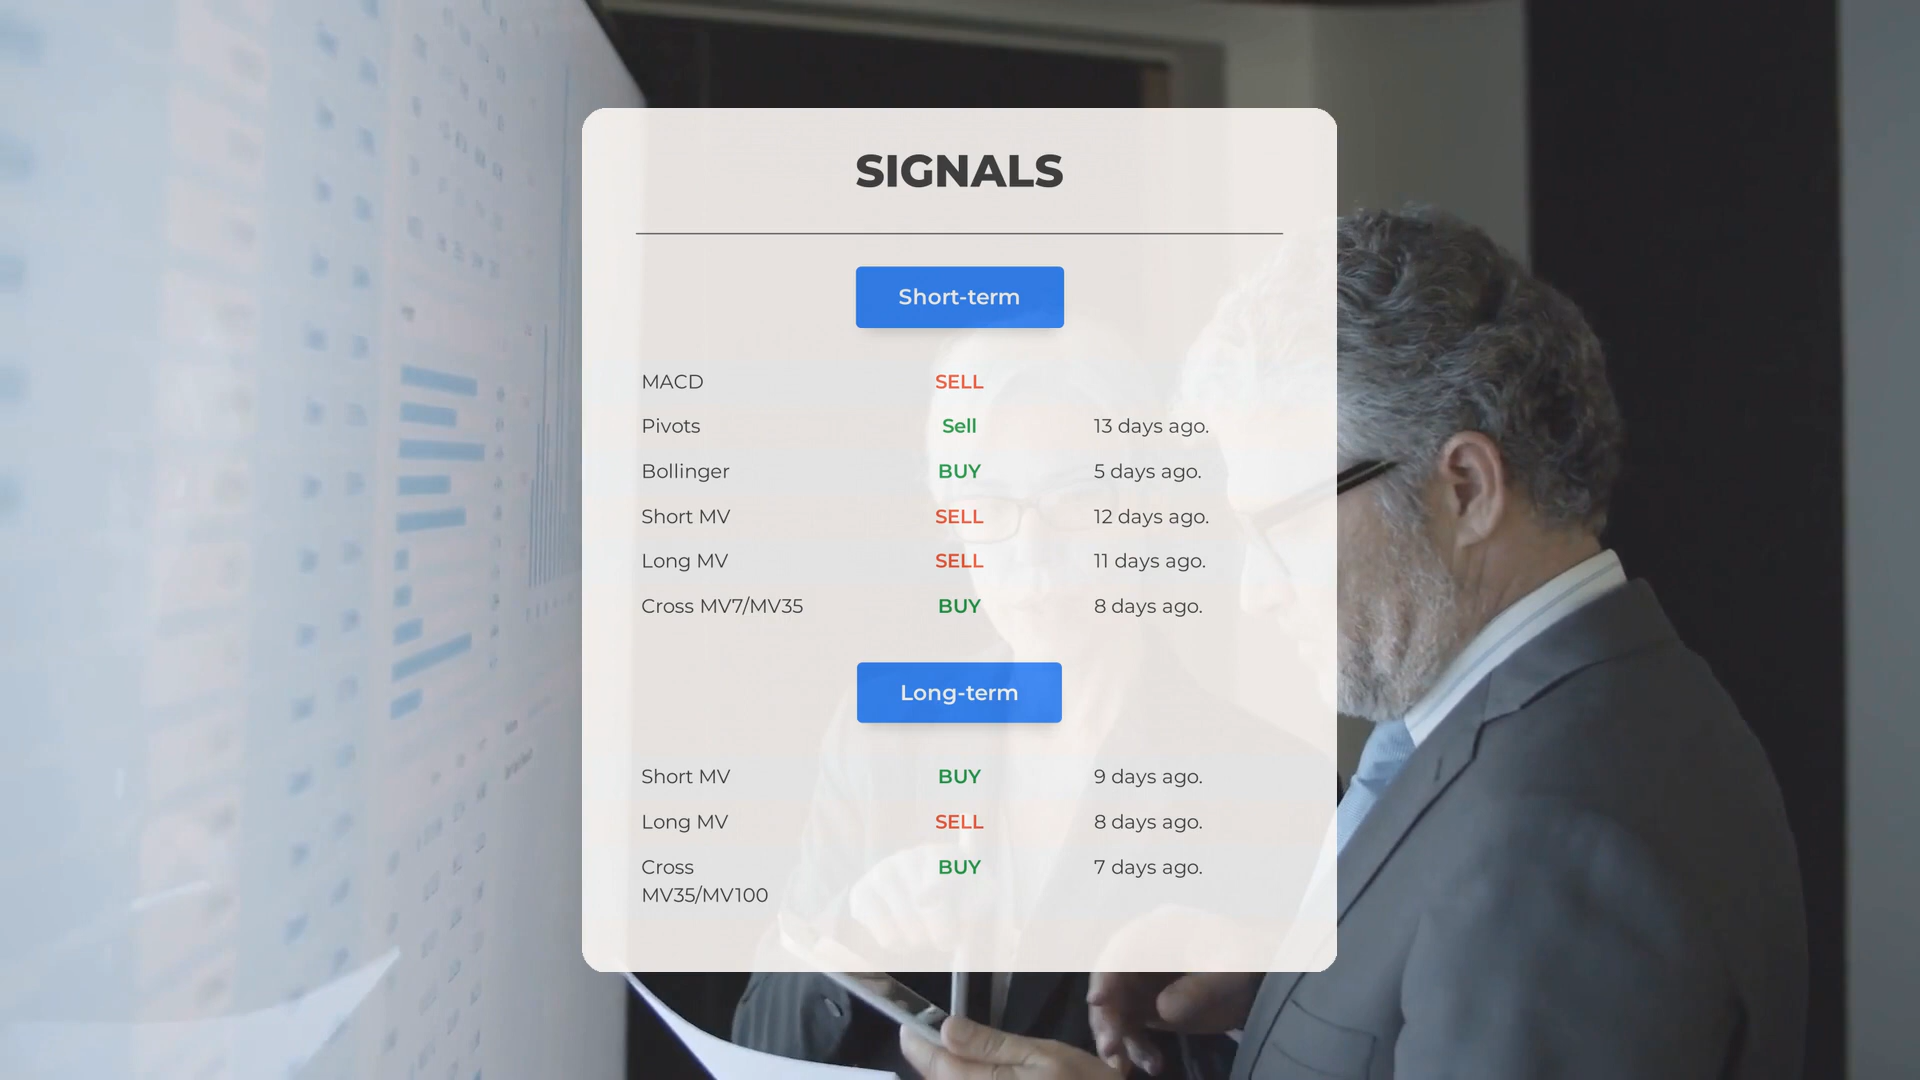 SIGNALS
Short-term
MACD SELL
Pivots Sell 13 days ago.
Bollinger BUY 5 days ago.
Short MV SELL 12 days ago.
Long MV SELL 11 days ago.
Cross MV7/MV35 BUY 8 days ago.
Long-term
Short MV BUY 9 days ago.
Long MV SELL 8 days ago.
Cross BUY 7 days ago.
MV35/MV100